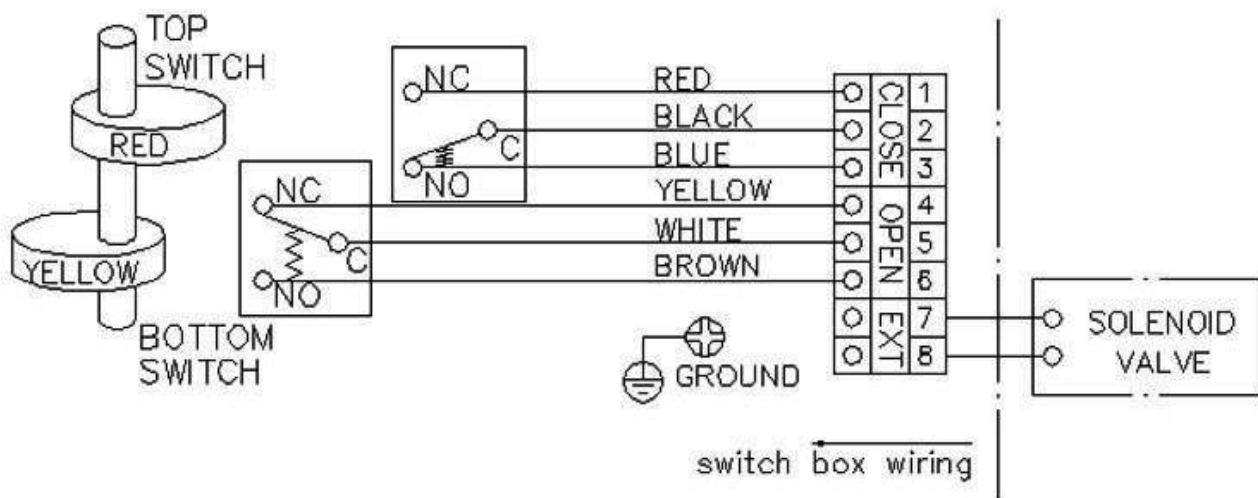 TOP
SWITCH
RED
YELLOW
BOTTOM
SWITCH
NC
C
NO
NC
C
NO
RED
BLACK
BLUE
YELLOW
WHITE
BROWN
GROUND
CLOSE
OPEN
EXT
1
2
3
4
5
6
7
8
SOLENOID
VALVE
switch box wiring